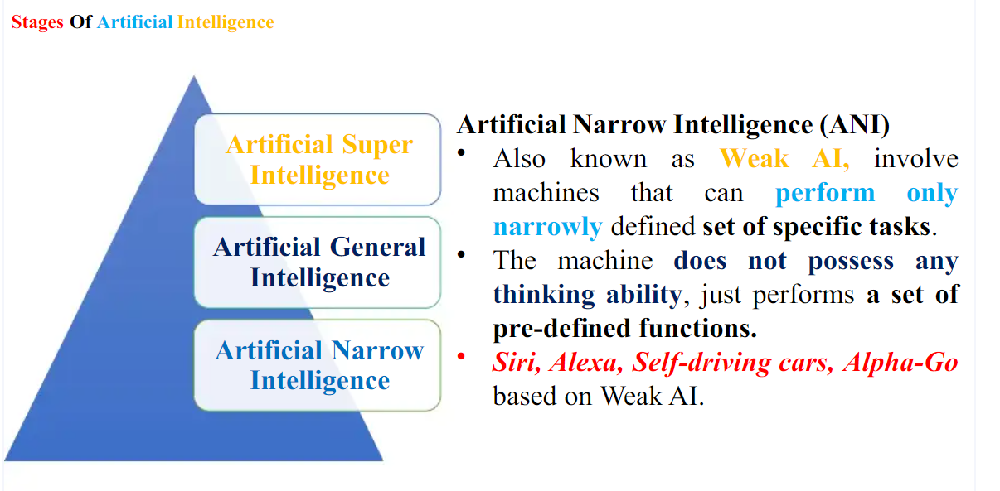 Stages Of Artificial Intelligence
Artificial Super
Intelligence
Artificial General
Intelligence
Artificial Narrow
Intelligence
Artificial Narrow Intelligence (ANI)
• Also known as Weak AI, involve
machines that can perform only
narrowly defined set of specific tasks.
• The machine does not possess any
thinking ability, just performs a set of
pre-defined functions.
• Siri, Alexa, Self-driving cars, Alpha-Go
based on Weak AI.